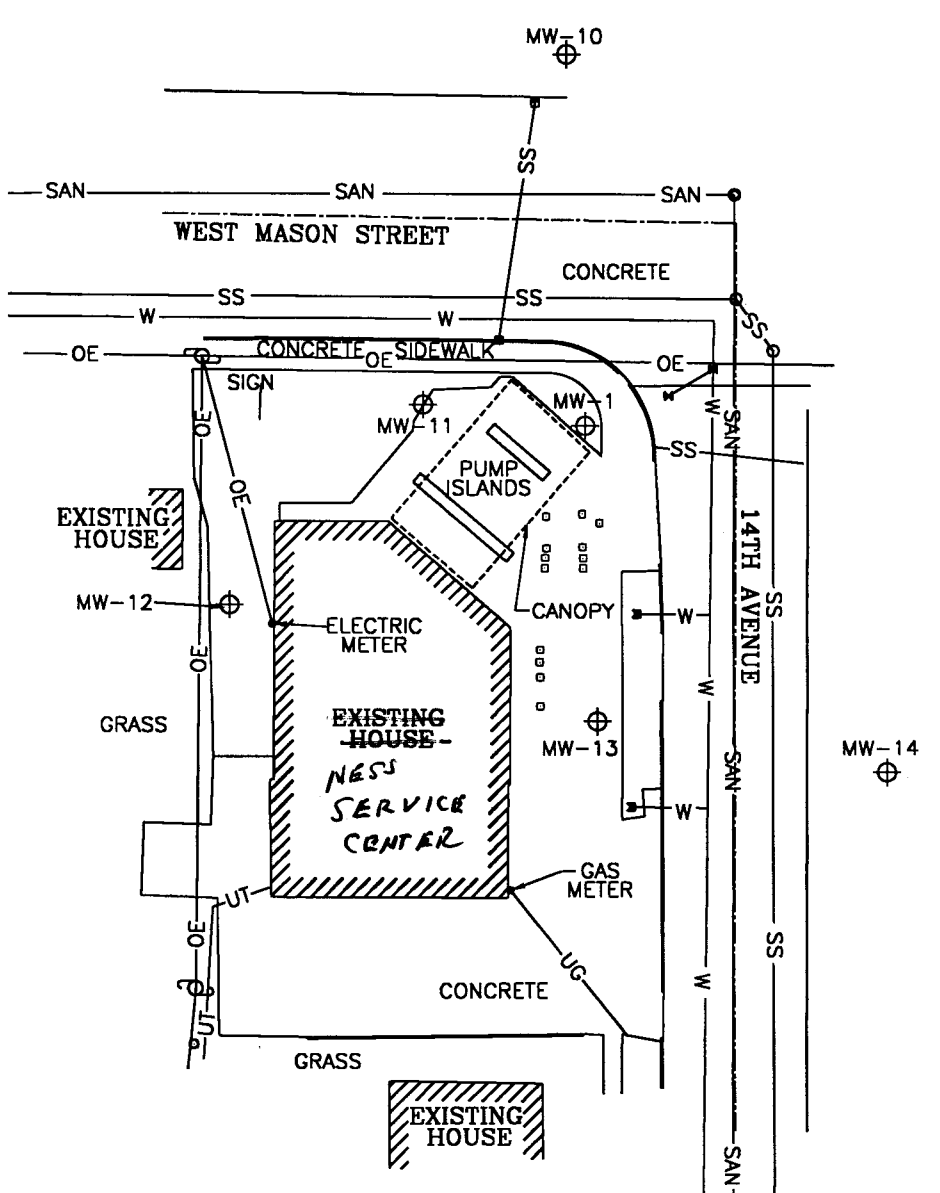 MW-10
SS
SAN SAN SAN
WEST MASON STREET
CONCRETE
SS SS
SS
W W
OE CONCRETE SIDEWALK OE OE
SIGN
MW-11
MW-1
W
SAN
OE
SS
OE
PUMP
ISLANDS
EXISTING
HOUSE
14TH AVENUE
MW-12
CANOPY
W
SS
ELECTRIC
METER
OE
W
EXISTING
HOUSE
GRASS
MW-13
MW-14
NESS
SERVICE
CENTER
SAN
W
GAS
METER
UT
OE
SS
UG
W
CONCRETE
UT
GRASS
EXISTING
HOUSE
SAN